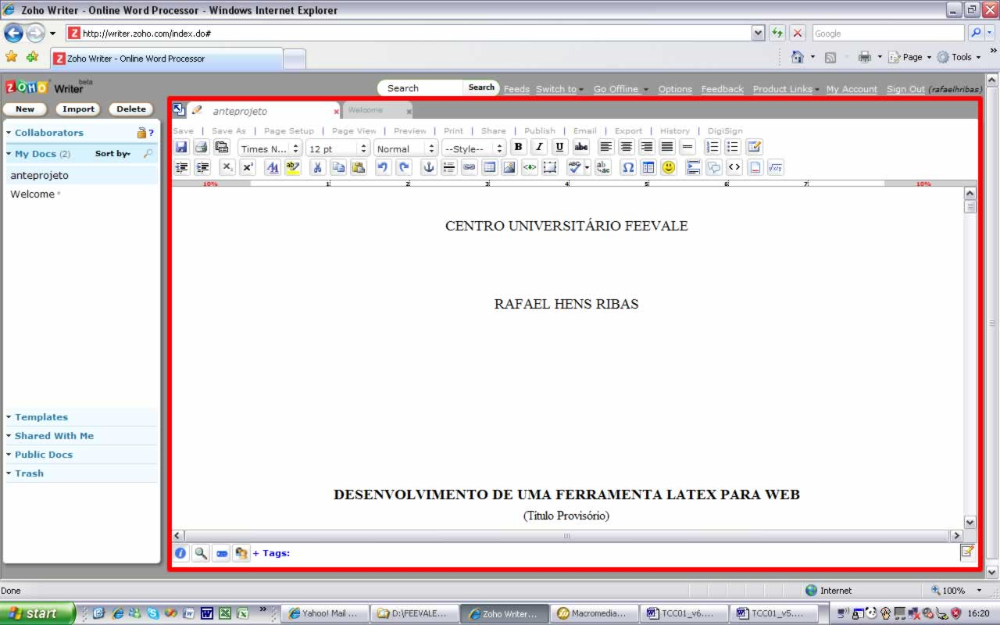 Zoho Writer - Online Word Processor - Windows Internet Explorer
http://writer.zoho.com/index.do#
Google
Zoho Writer - Online Word Processor
Page
Tools
ZOHO Writer beta
Search
Search
Feeds Switch to Go Offline Options Feedback Product Links My Account Sign Out (rafaelhribas)
New Import Delete
anteprojeto
Welcome
Collaborators ?
My Docs (2) Sort by
anteprojeto
Welcome *
Templates
Shared With Me
Public Docs
Trash
Save | Save As | Page Setup | Page View | Preview | Print | Share | Publish | Email | Export | History | DigiSign
Times N... 12 pt Normal --Style-- B I U abc
10% 1 2 3 4 5 6 7 10%
CENTRO UNIVERSITÁRIO FEEVALE
RAFAEL HENS RIBAS
DESENVOLVIMENTO DE UMA FERRAMENTA LATEX PARA WEB
(Título Provisório)
+ Tags:
Done
Internet
100%
start
Yahoo! Mail ...
D:\FEEVALE...
Zoho Writer...
Macromedia...
TCC01_v6....
TCC01_v5....
16:20